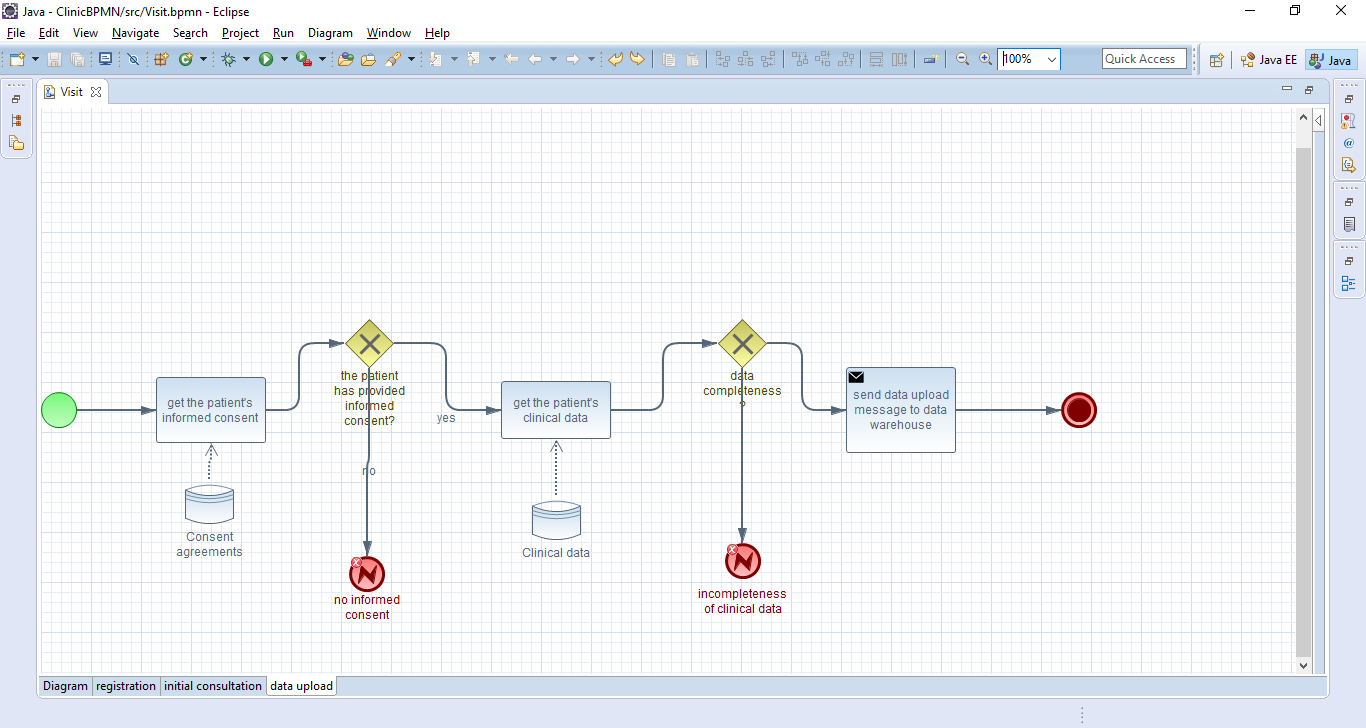 Java - ClinicBPMN/src/Visit.bpmn - Eclipse
File Edit View Navigate Search Project Run Diagram Window Help
100%
Quick Access
Java EE
Java
Visit
the patient
has provided
informed
consent?
data
completeness
?
get the patient's
informed consent
yes
get the patient's
clinical data
send data upload
message to data
warehouse
no
Consent
agreements
Clinical data
no informed
consent
incompleteness
of clinical data
Diagram registration initial consultation data upload